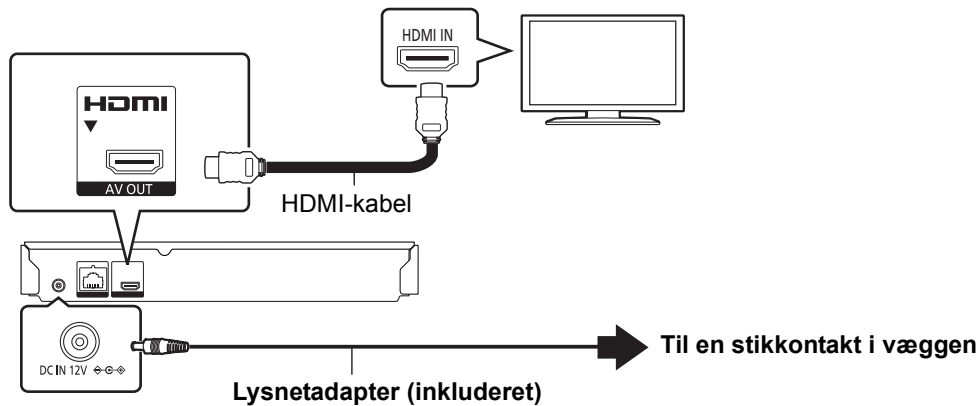 HDMI IN
HDMI
AV OUT
HDMI-kabel
DC IN 12V
Til en stikkontakt i væggen
Lysnetadapter (inkluderet)